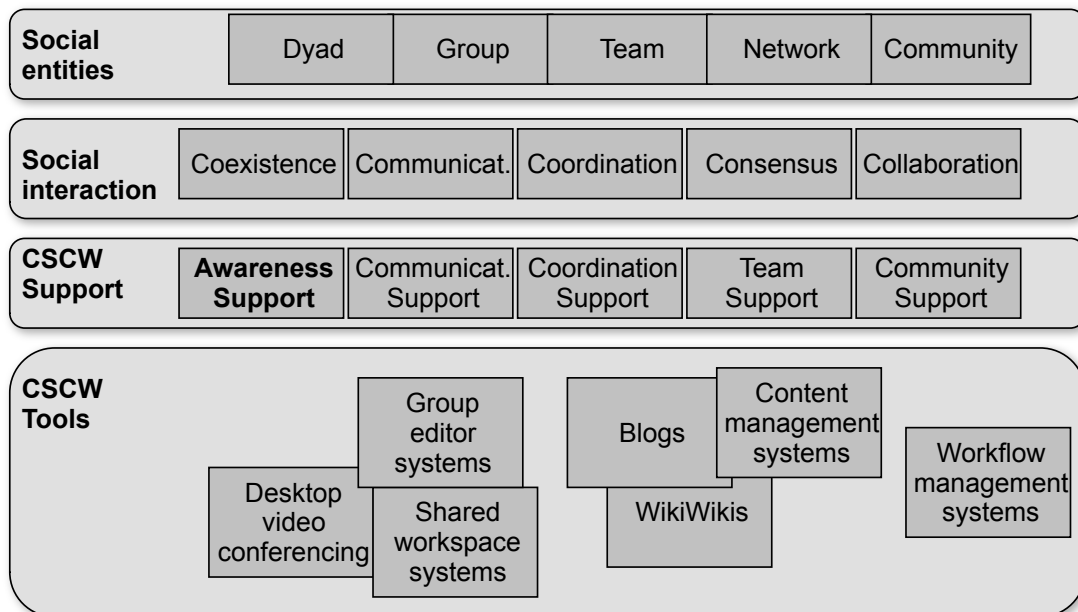 Social
entities
Dyad
Group
Team
Network
Community
Social
interaction
Coexistence
Communicat.
Coordination
Consensus
Collaboration
CSCW
Support
Awareness
Support
Communicat.
Support
Coordination
Support
Team
Support
Community
Support
CSCW
Tools
Group
editor
systems
Blogs
Content
management
systems
Workflow
management
systems
Desktop
video
conferencing
Shared
workspace
systems
WikiWikis